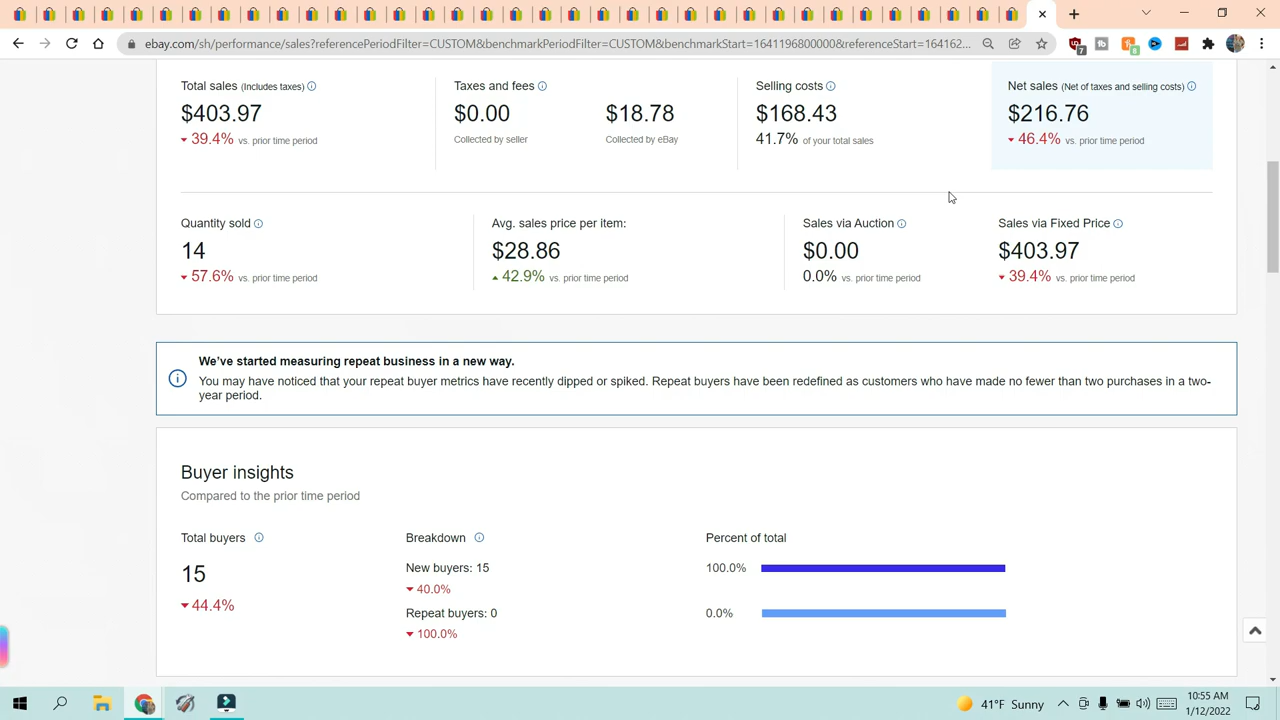 ebay.com/sh/performance/sales?referencePeriodFilter=CUSTOM&benchmarkPeriodFilter=CUSTOM&benchmarkStart=1641196800000&referenceStart=164162...
7
8
Total sales (Includes taxes)
$403.97
39.4% vs. prior time period
Taxes and fees
$0.00
Collected by seller
$18.78
Collected by eBay
Selling costs
$168.43
41.7% of your total sales
Net sales (Net of taxes and selling costs)
$216.76
46.4% vs. prior time period
Quantity sold
14
57.6% vs. prior time period
Avg. sales price per item:
$28.86
42.9% vs. prior time period
Sales via Auction
$0.00
0.0% vs. prior time period
Sales via Fixed Price
$403.97
39.4% vs. prior time period
We've started measuring repeat business in a new way.
You may have noticed that your repeat buyer metrics have recently dipped or spiked. Repeat buyers have been redefined as customers who have made no fewer than two purchases in a two-
year period.
Buyer insights
Compared to the prior time period
Total buyers
15
44.4%
Breakdown
New buyers: 15
40.0%
Repeat buyers: 0
100.0%
Percent of total
100.0%
0.0%
41°F Sunny
10:55 AM
1/12/2022